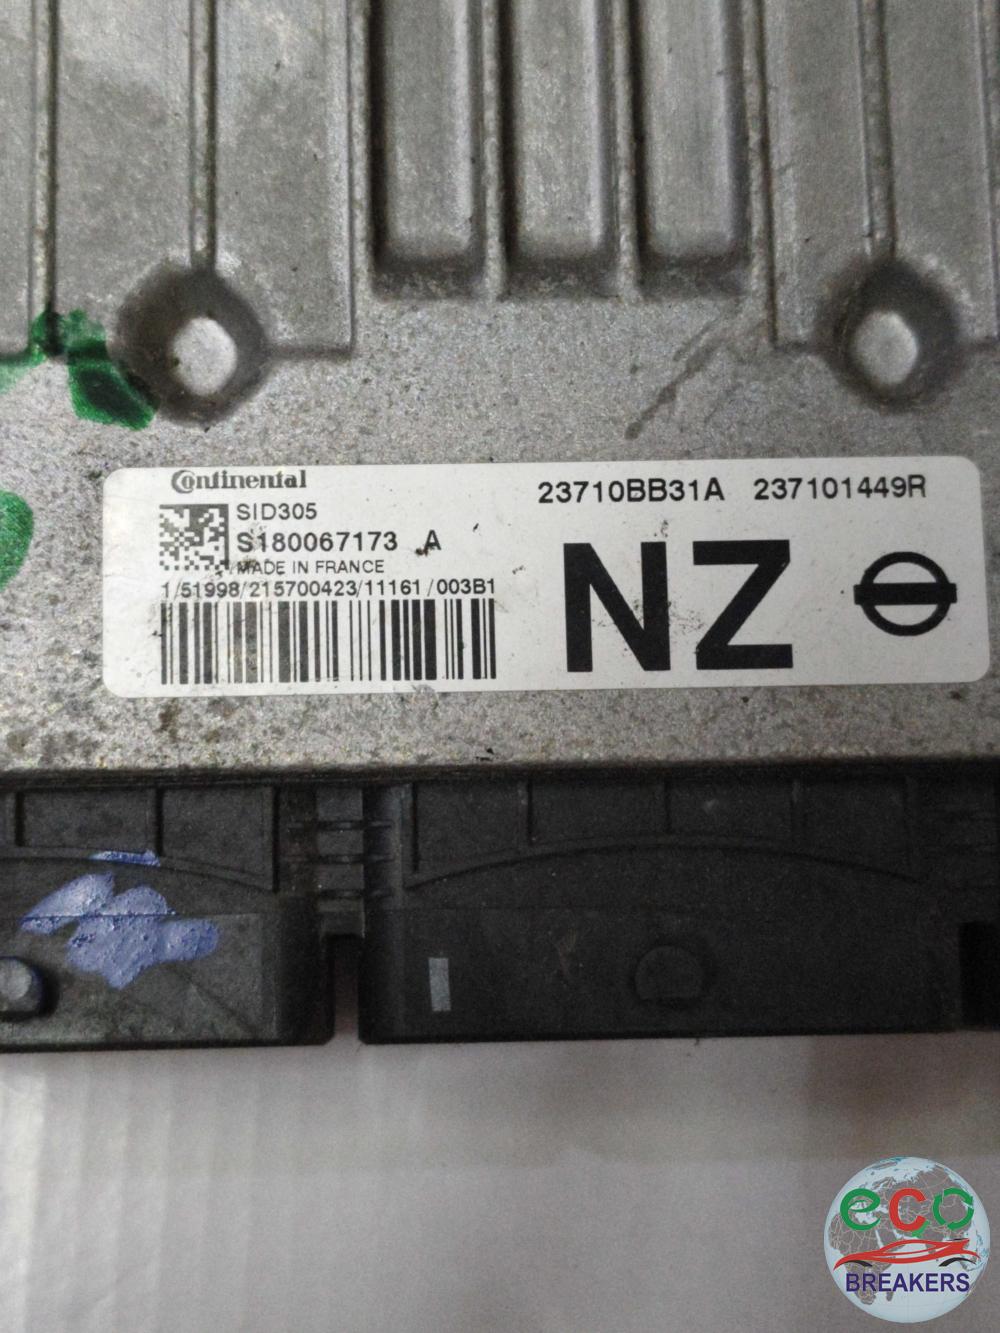 Continental
SID305
S180067173 A
MADE IN FRANCE
1/51998/215700423/11161/003B1
23710BB31A 237101449R
NZ
eco
BREAKERS